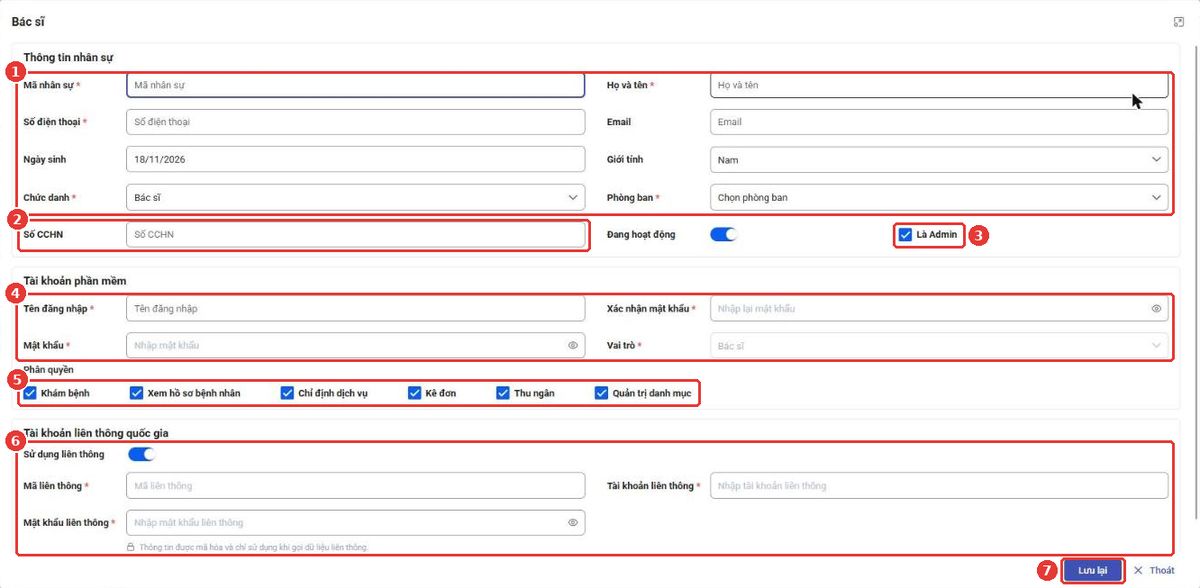 Bác sĩ
Thông tin nhân sự
1
Mã nhân sự * Mã nhân sự Họ và tên * Họ và tên
Số điện thoại * Số điện thoại Email Email
Ngày sinh 18/11/2026 Giới tính Nam
Chức danh * Bác sĩ Phòng ban * Chọn phòng ban
2
Số CCHN Số CCHN Đang hoạt động Là Admin 3
Tài khoản phần mềm
4
Tên đăng nhập * Tên đăng nhập Xác nhận mật khẩu * Nhập lại mật khẩu
Mật khẩu * Nhập mật khẩu Vai trò * Bác sĩ
Phân quyền
5
Khám bệnh Xem hồ sơ bệnh nhân Chỉ định dịch vụ Kê đơn Thu ngân Quản trị danh mục
Tài khoản liên thông quốc gia
6
Sử dụng liên thông
Mã liên thông * Mã liên thông Tài khoản liên thông * Nhập tài khoản liên thông
Mật khẩu liên thông * Nhập mật khẩu liên thông
Thông tin được mã hóa và chỉ sử dụng khi gọi dữ liệu liên thông.
7 Lưu lại Thoát